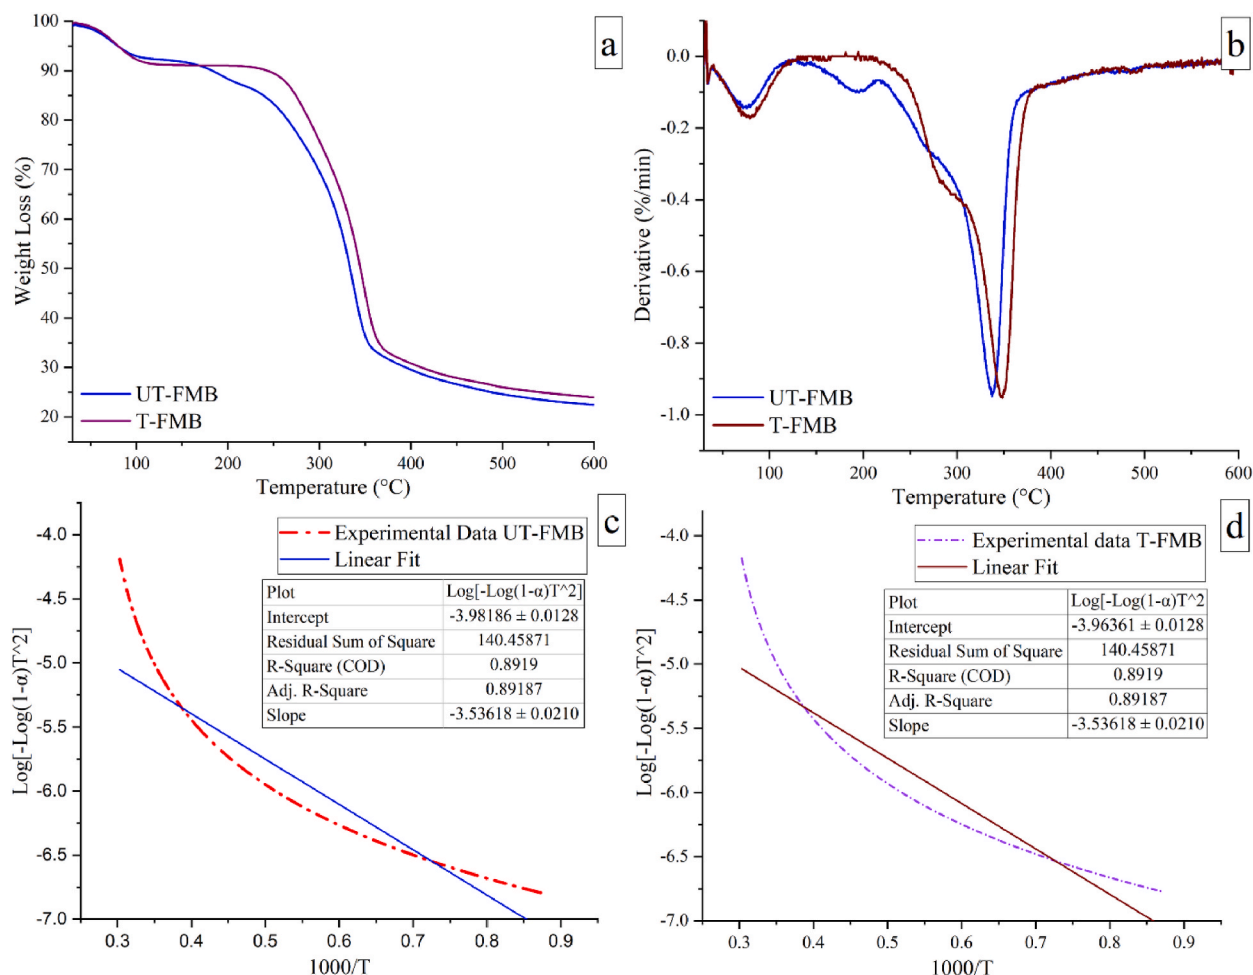 a
100
90
80
70
60
50
40
30
20
Weight Loss (%)
UT-FMB
T-FMB
100 200 300 400 500 600
Temperature (°C)
b
0.0
-0.2
-0.4
-0.6
-0.8
-1.0
Derivative (%/min)
UT-FMB
T-FMB
100 200 300 400 500 600
Temperature (°C)
c
-4.0
-4.5
-5.0
-5.5
-6.0
-6.5
-7.0
Log[-Log(1-α)T^2]
Experimental Data UT-FMB
Linear Fit
Plot Log[-Log(1-α)T^2]
Intercept -3.98186 ± 0.0128
Residual Sum of Square 140.45871
R-Square (COD) 0.8919
Adj. R-Square 0.89187
Slope -3.53618 ± 0.0210
0.3 0.4 0.5 0.6 0.7 0.8 0.9
1000/T
d
-4.0
-4.5
-5.0
-5.5
-6.0
-6.5
-7.0
Log[-Log(1-α)T^2]
Experimental data T-FMB
Linear Fit
Plot Log[-Log(1-α)T^2
Intercept -3.96361 ± 0.0128
Residual Sum of Square 140.45871
R-Square (COD) 0.8919
Adj. R-Square 0.89187
Slope -3.53618 ± 0.0210
0.3 0.4 0.5 0.6 0.7 0.8 0.9
1000/T